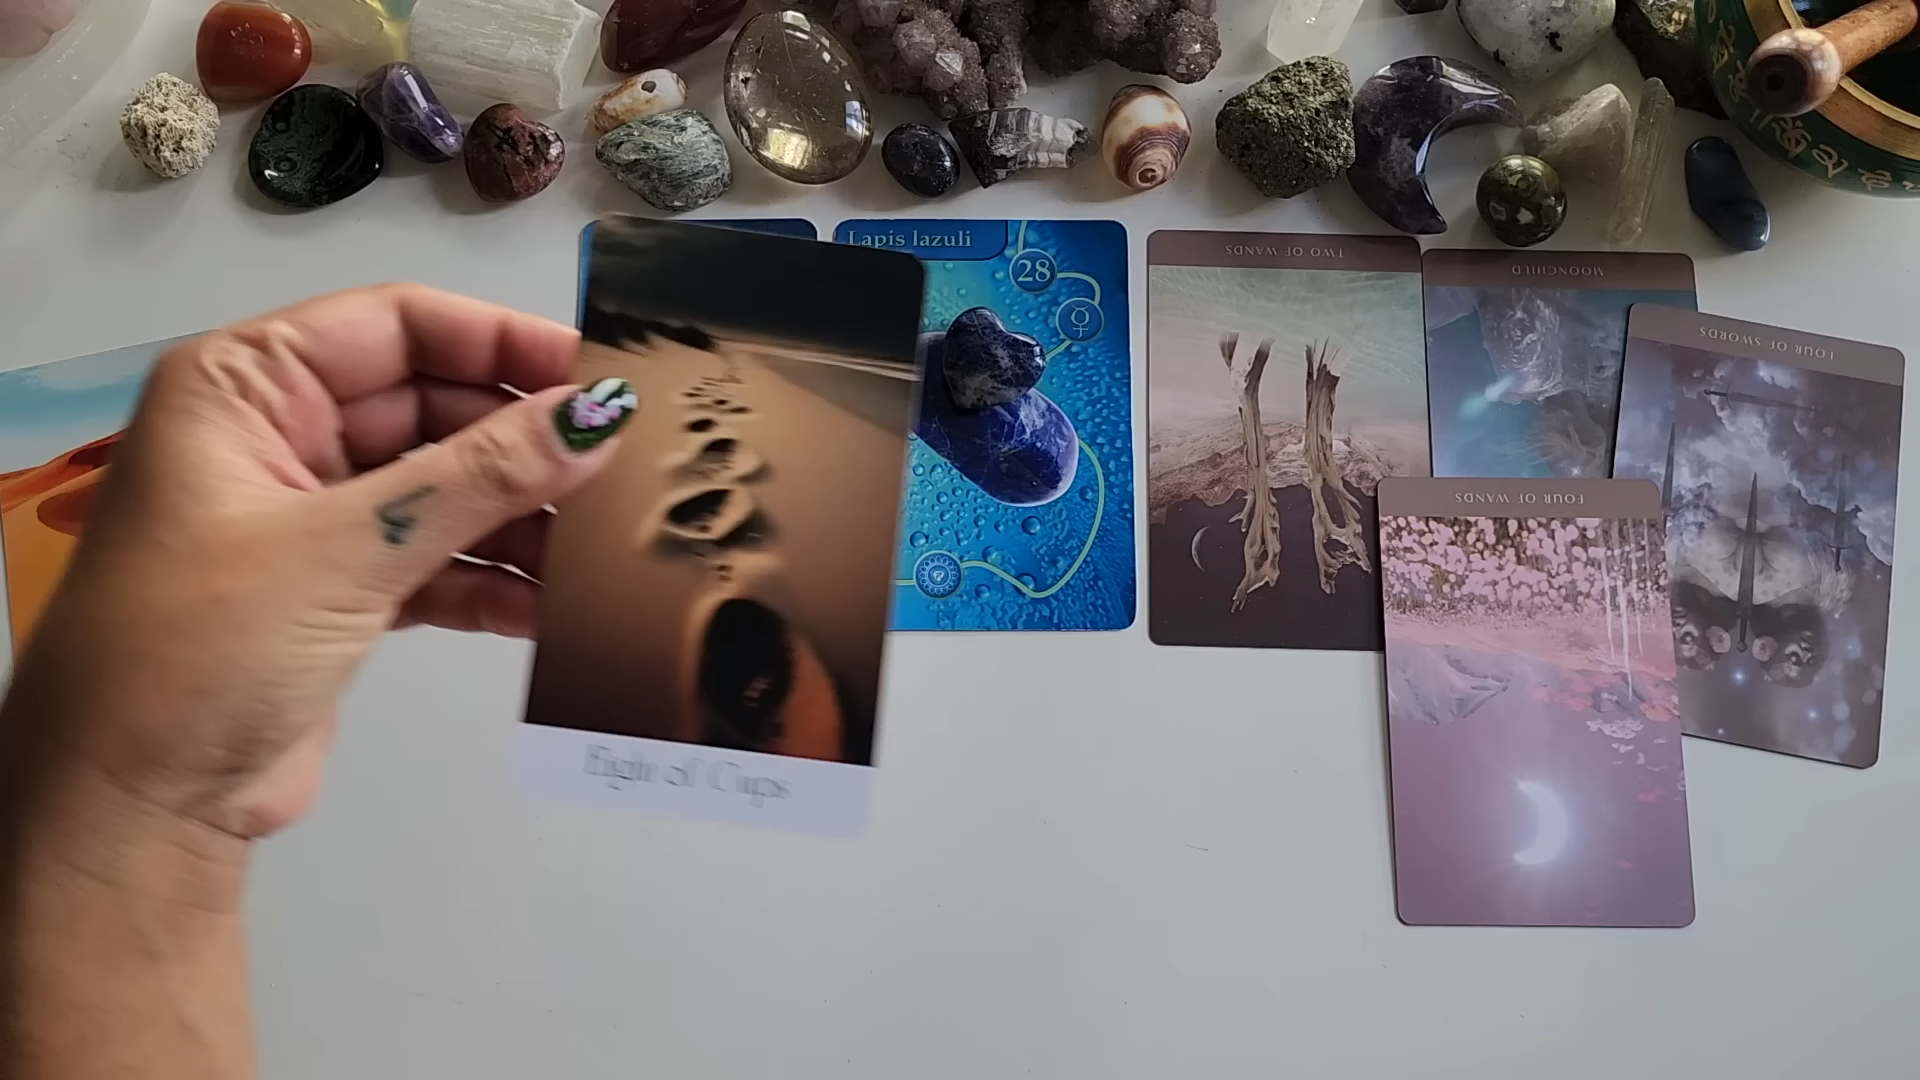 Lapis lazuli
28
TWO OF WANDS
MOONCHILD
FOUR OF SWORDS
FOUR OF WANDS
Eight of Cups